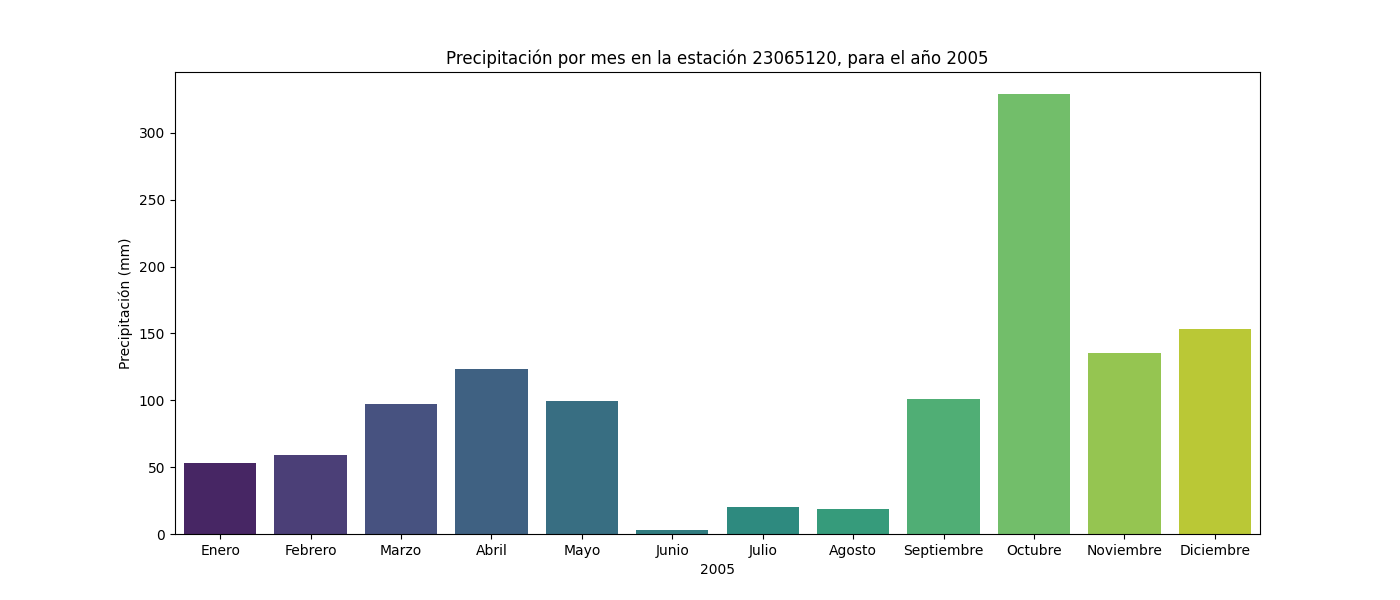 Precipitación por mes en la estación 23065120, para el año 2005
Precipitación (mm)
300
250
200
150
100
50
0
Enero Febrero Marzo Abril Mayo Junio Julio Agosto Septiembre Octubre Noviembre Diciembre
2005